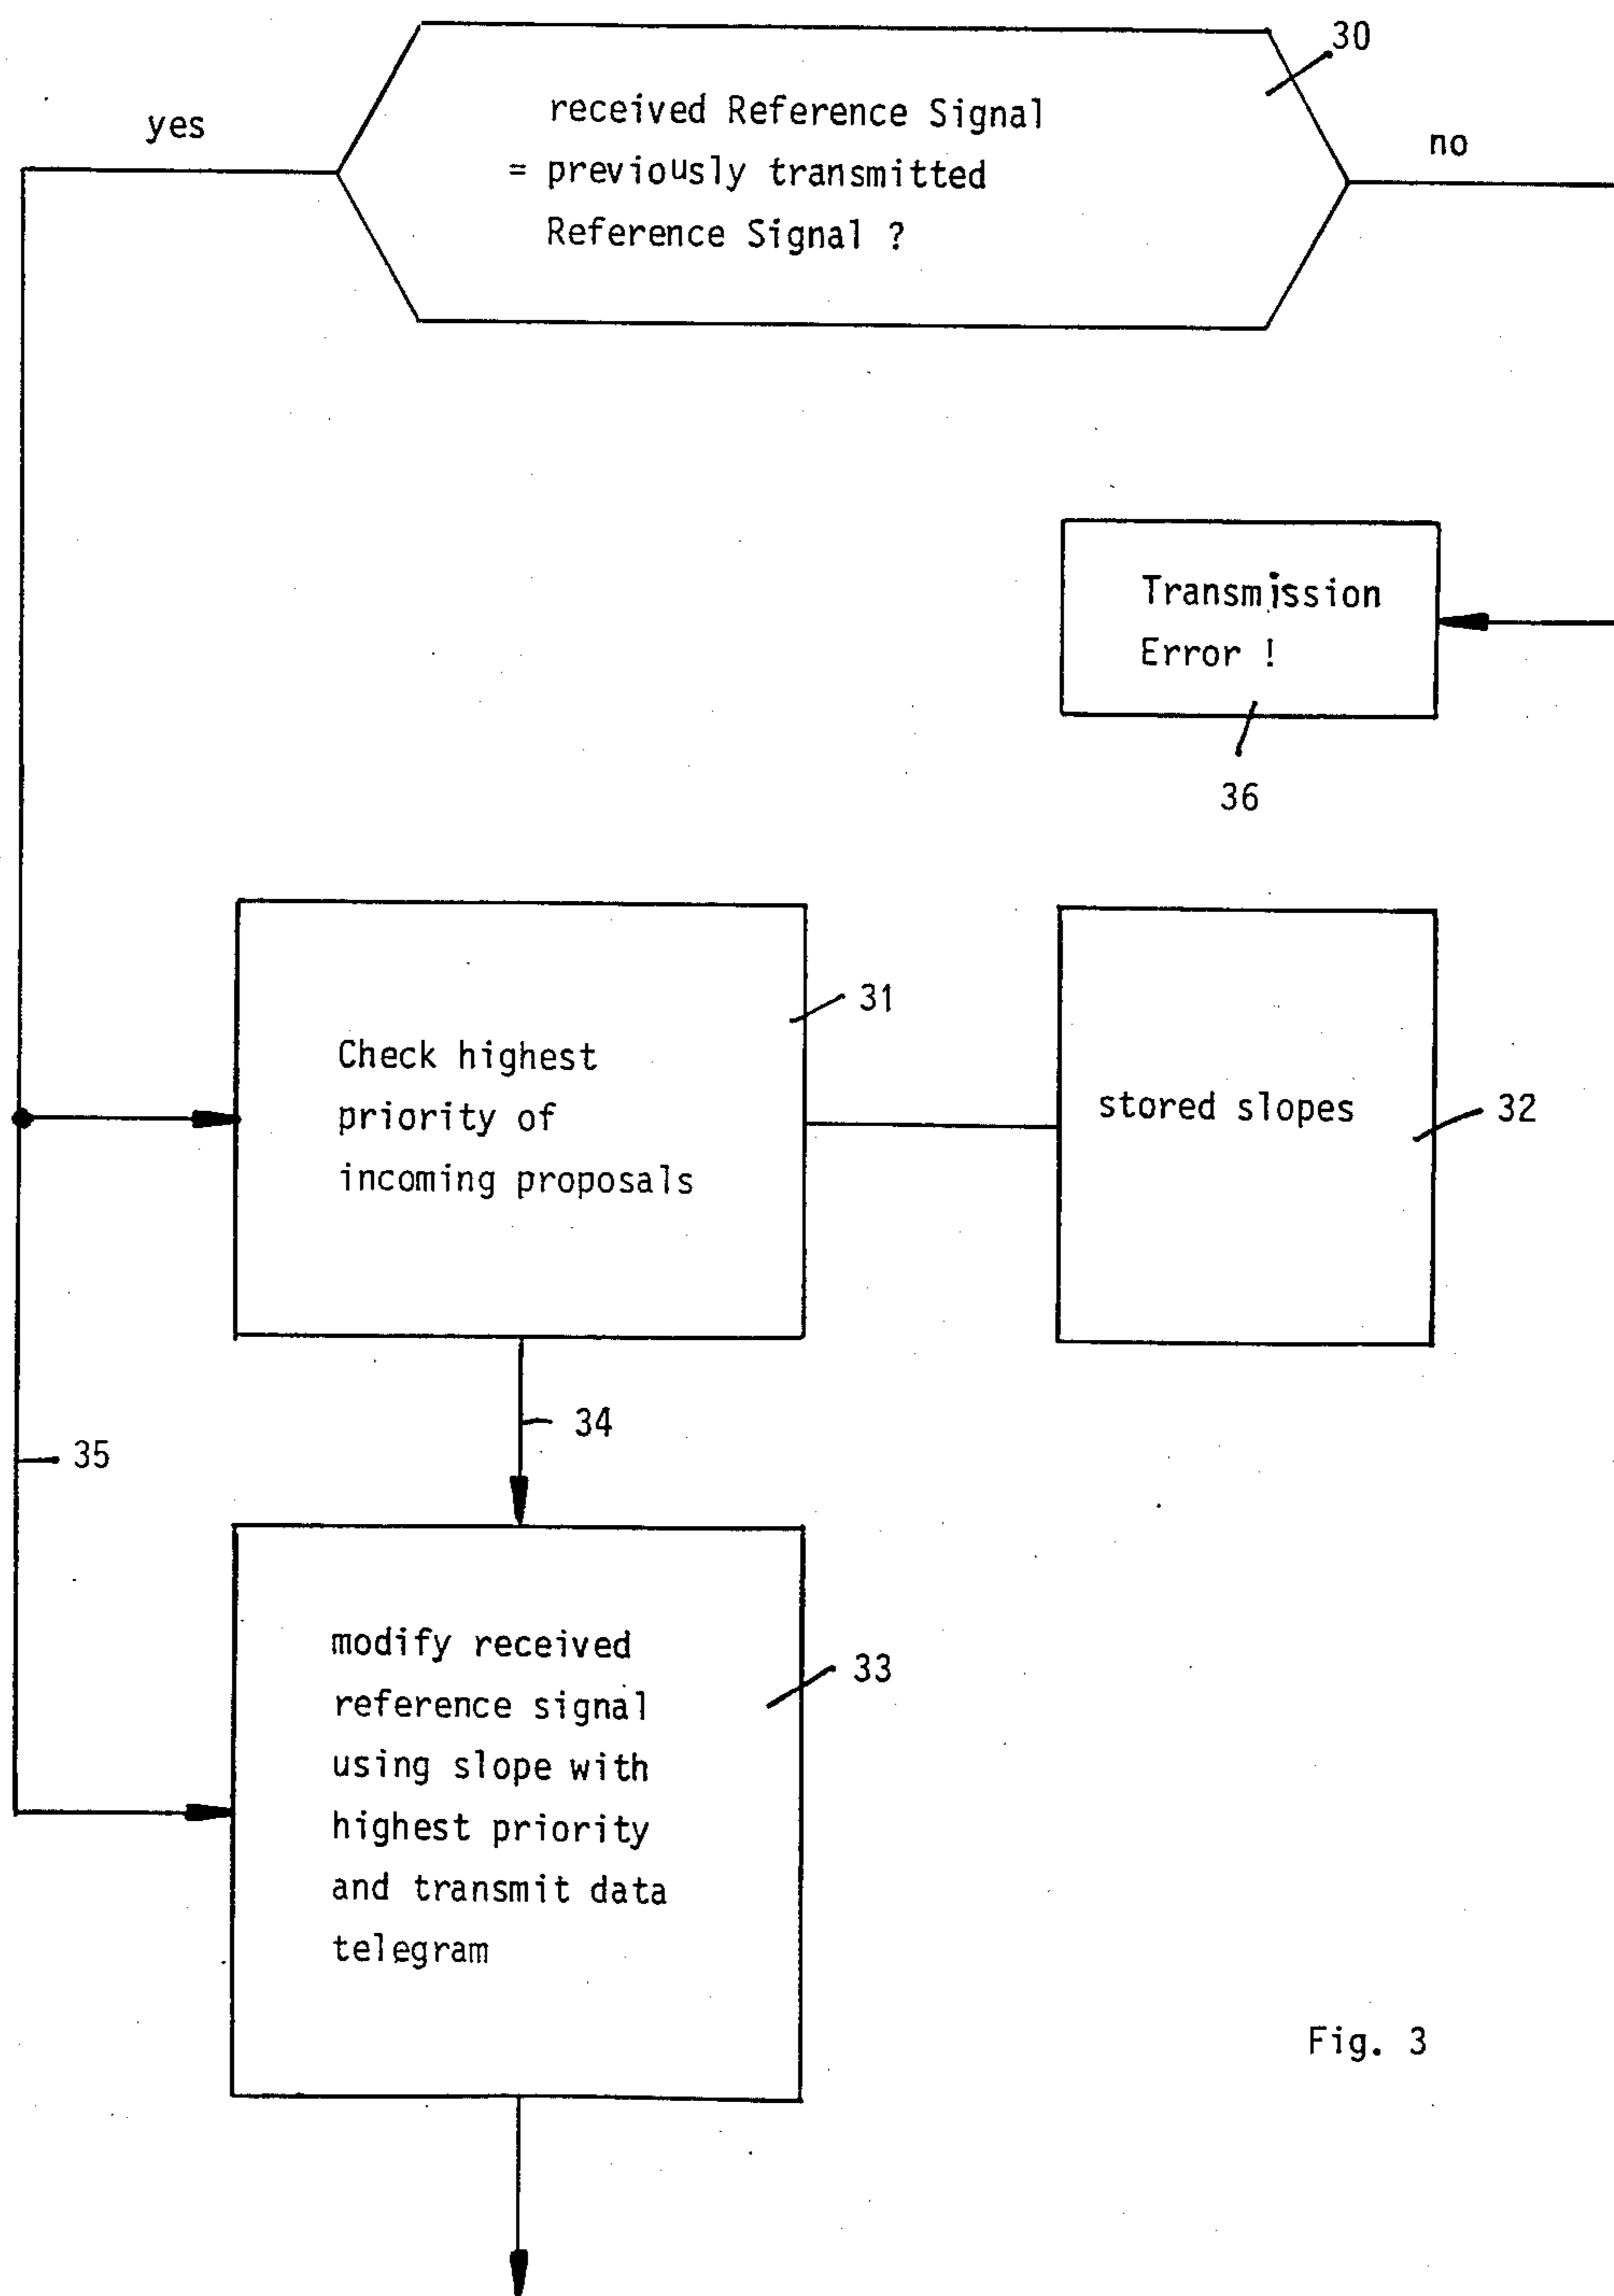 30
received Reference Signal
yes
= previously transmitted
no
Reference Signal ?
Transmission
Error !
36
31
Check highest
priority of
incoming proposals
stored slopes
32
34
35
modify received
reference signal
using slope with
highest priority
and transmit data
telegram
33
Fig. 3